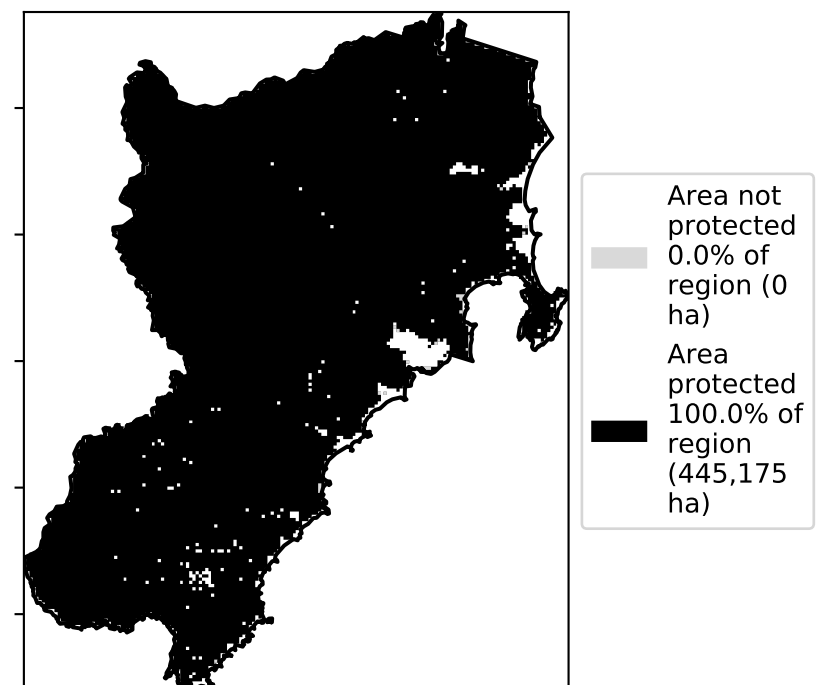 Area not
protected
0.0% of
region (0
ha)
Area
protected
100.0% of
region
(445,175
ha)